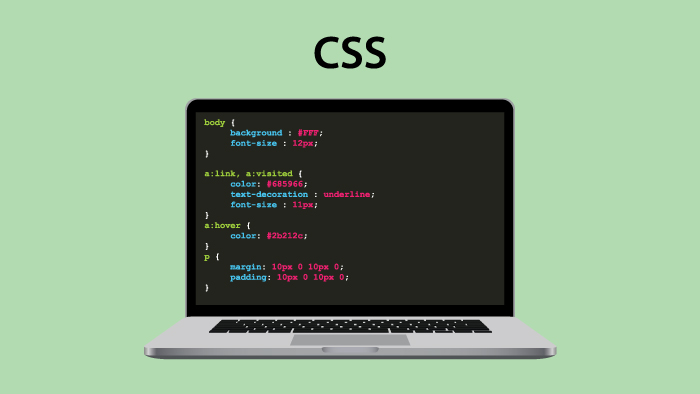 CSS
body {
background : #FFF;
font-size : 12px;
}
a:link, a:visited {
color: #685966;
text-decoration : underline;
font-size : 11px;
}
a:hover {
color: #2b212c;
}
p {
margin: 10px 0 10px 0;
padding: 10px 0 10px 0;
}